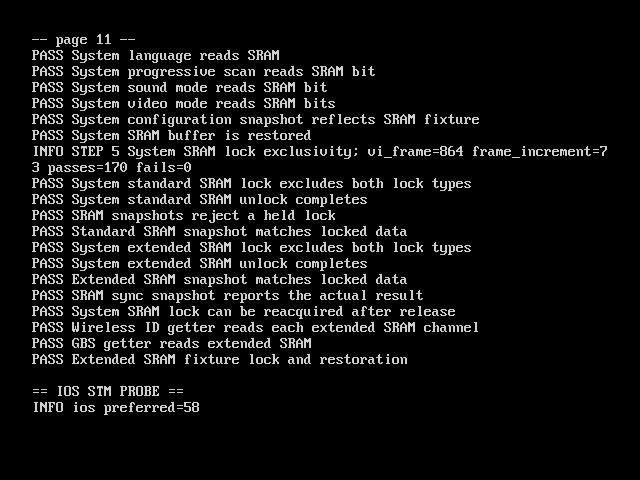 -- page 11 --
PASS System language reads SRAM
PASS System progressive scan reads SRAM bit
PASS System sound mode reads SRAM bit
PASS System video mode reads SRAM bits
PASS System configuration snapshot reflects SRAM fixture
PASS System SRAM buffer is restored
INFO STEP 5 System SRAM lock exclusivity; vi_frame=864 frame_increment=7
3 passes=170 fails=0
PASS System standard SRAM lock excludes both lock types
PASS System standard SRAM unlock completes
PASS SRAM snapshots reject a held lock
PASS Standard SRAM snapshot matches locked data
PASS System extended SRAM lock excludes both lock types
PASS System extended SRAM unlock completes
PASS Extended SRAM snapshot matches locked data
PASS SRAM sync snapshot reports the actual result
PASS System SRAM lock can be reacquired after release
PASS Wireless ID getter reads each extended SRAM channel
PASS GBS getter reads extended SRAM
PASS Extended SRAM fixture lock and restoration
== IOS STM PROBE ==
INFO ios preferred=58